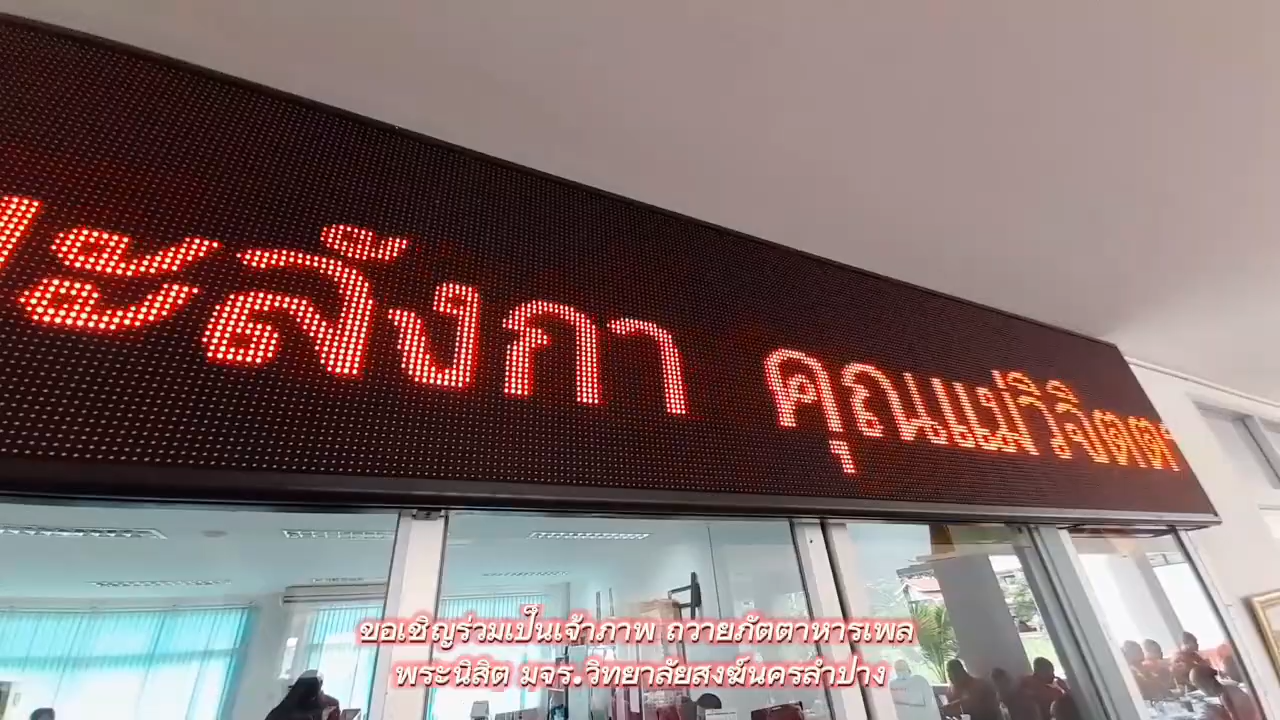 ะลังกา คุณแม่วิจิตต
ขอเชิญร่วมเป็นเจ้าภาพ ถวายภัตตาหารเพล
พระนิสิต มจร.วิทยาลัยสงฆ์นครลำปาง